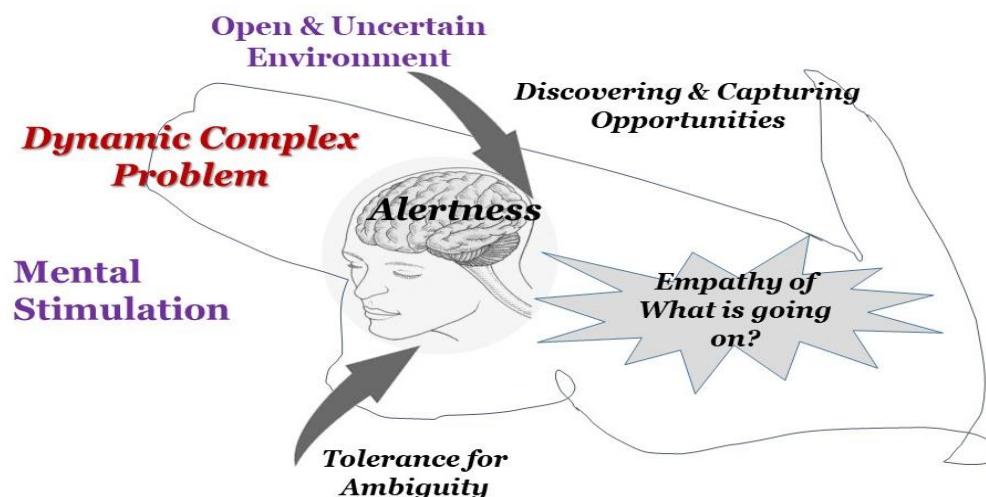 Open & Uncertain
Environment
Discovering & Capturing
Opportunities
Dynamic Complex
Problem
Alertness
Mental
Stimulation
Empathy of
What is going
on?
Tolerance for
Ambiguity